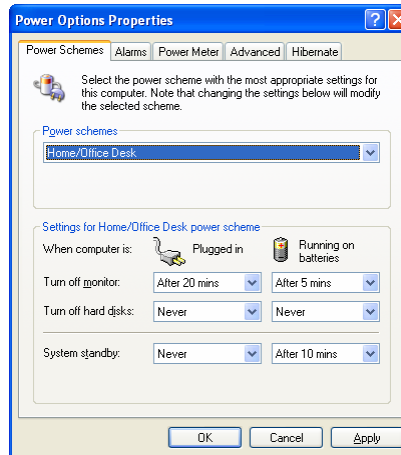 Power Options Properties
Power Schemes Alarms Power Meter Advanced Hibernate
Select the power scheme with the most appropriate settings for
this computer. Note that changing the settings below will modify
the selected scheme.
Power schemes
Home/Office Desk
Settings for Home/Office Desk power scheme
When computer is: Plugged in Running on
batteries
Turn off monitor: After 20 mins After 5 mins
Turn off hard disks: Never Never
System standby: Never After 10 mins
OK Cancel Apply